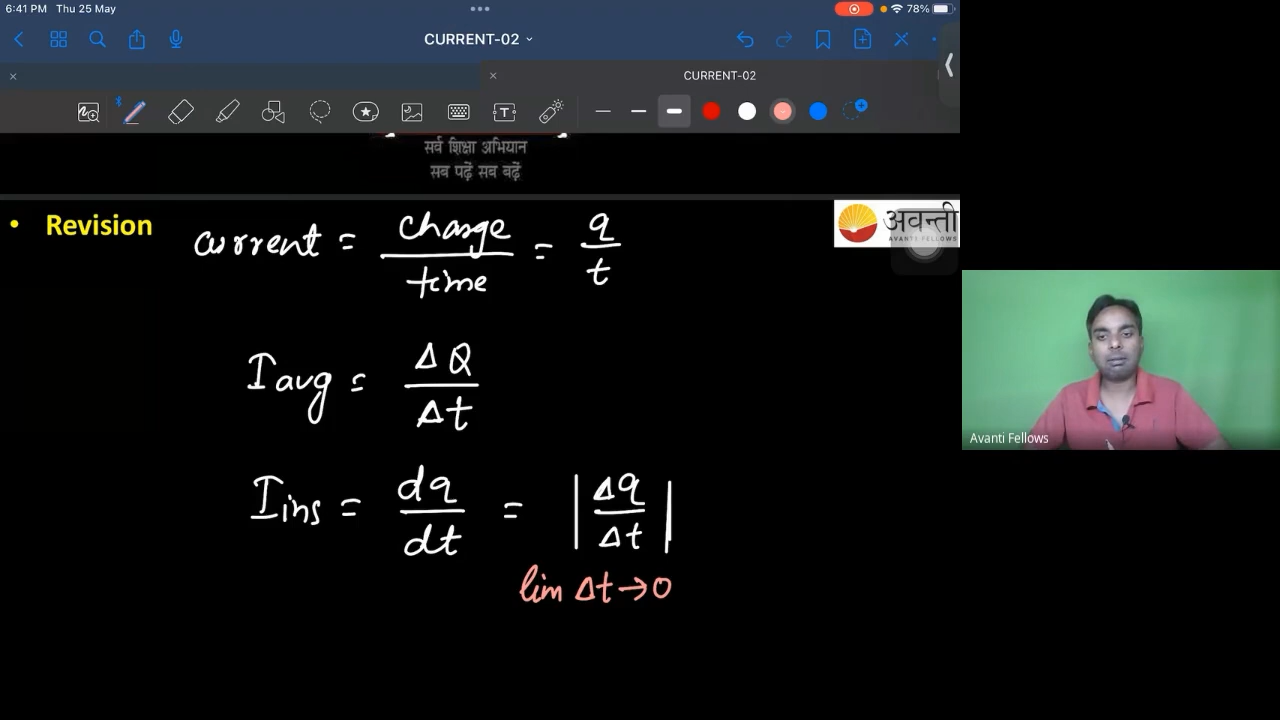 6:41 PM Thu 25 May
78%
CURRENT-02
CURRENT-02
सर्व शिक्षा अभियान
सब पढ़ें सब बढ़ें
• Revision
current = charge / time = q / t
अवन्ती
AVANTI FELLOWS
I avg = ΔQ / Δt
I ins = dq / dt = | Δq / Δt |
lim Δt → 0
Avanti Fellows